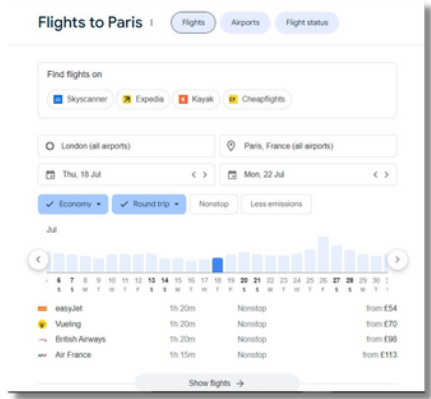 Flights to Paris
Flights
Airports
Flight status
Find flights on
Skyscanner
Expedia
Kayak
Cheapflights
London (all airports)
Paris, France (all airports)
Thu, 18 Jul
Mon, 22 Jul
Economy
Round trip
Nonstop
Less emissions
Jul
6 7 8 9 10 11 12 13 14 15 16 17 18 19 20 21 22 23 24 25 26 27 28 29 30
S S M T W T F S S M T W T F S S M T W T F S S M T
easyJet 1h 20m Nonstop from £54
Vueling 1h 20m Nonstop from £70
British Airways 1h 20m Nonstop from £98
Air France 1h 15m Nonstop from £113
Show flights →